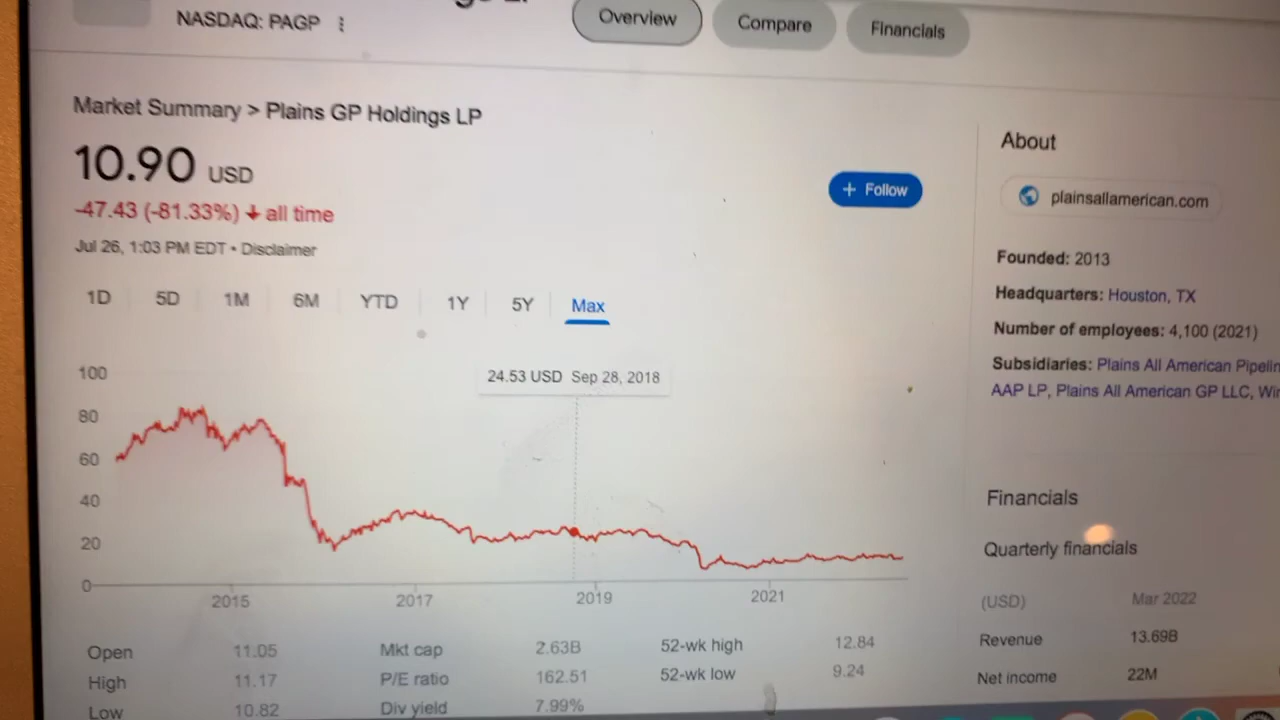 NASDAQ: PAGP
Overview
Compare
Financials
Market Summary > Plains GP Holdings LP
10.90 USD
+ Follow
-47.43 (-81.33%) ↓ all time
Jul 26, 1:03 PM EDT • Disclaimer
1D 5D 1M 6M YTD 1Y 5Y Max
24.53 USD Sep 28, 2018
100
80
60
40
20
0
2015 2017 2019 2021
Open 11.05 Mkt cap 2.63B 52-wk high 12.84
High 11.17 P/E ratio 162.51 52-wk low 9.24
Low 10.82 Div yield 7.99%
About
plainsallamerican.com
Founded: 2013
Headquarters: Houston, TX
Number of employees: 4,100 (2021)
Subsidiaries: Plains All American Pipelin
AAP LP, Plains All American GP LLC, Wi
Financials
Quarterly financials
(USD) Mar 2022
Revenue 13.69B
Net income 22M